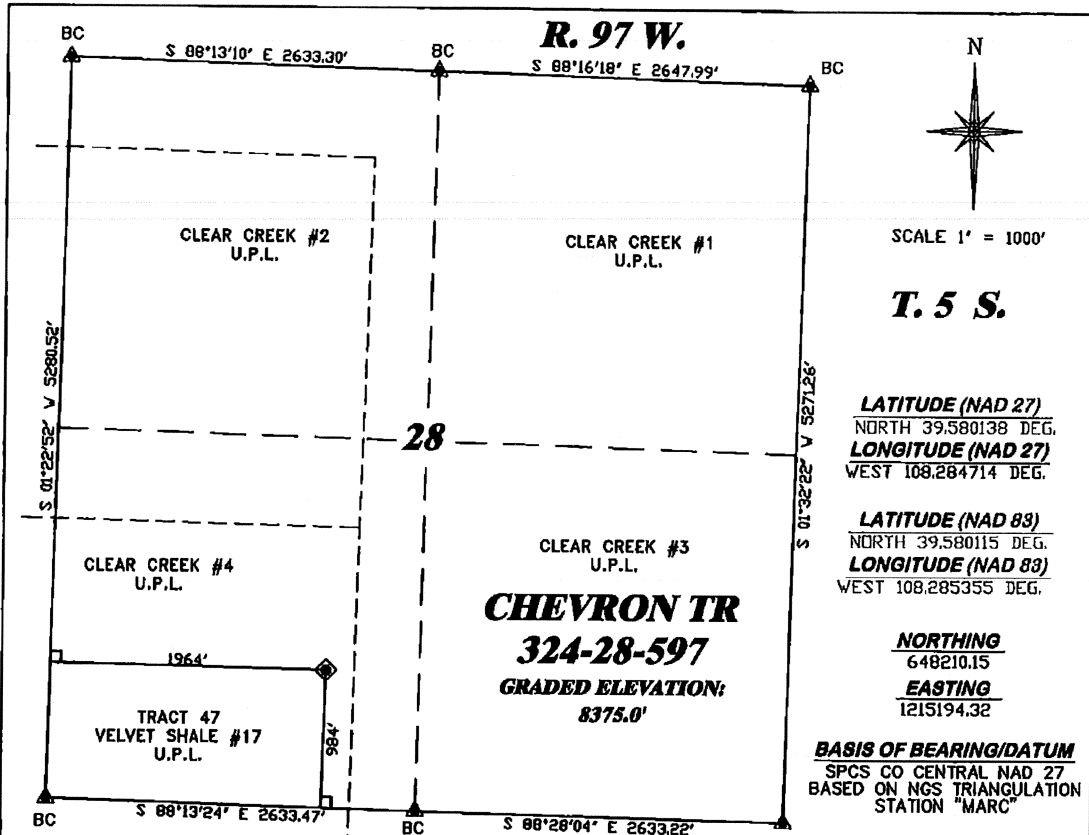 R. 97 W.
BC
S 88°13'10" E 2633.30'
BC
S 88°16'18" E 2647.99'
BC
N
SCALE 1" = 1000'
T. 5 S.
CLEAR CREEK #2
U.P.L.
CLEAR CREEK #1
U.P.L.
S 01°22'52" W 5280.52'
28
S 01°32'22" W 5271.26'
LATITUDE (NAD 27)
NORTH 39.580138 DEG.
LONGITUDE (NAD 27)
WEST 108.284714 DEG.
LATITUDE (NAD 83)
NORTH 39.580115 DEG.
LONGITUDE (NAD 83)
WEST 108.285355 DEG.
CLEAR CREEK #4
U.P.L.
CLEAR CREEK #3
U.P.L.
CHEVRON TR
324-28-597
GRADED ELEVATION:
8375.0'
1964'
984'
TRACT 47
VELVET SHALE #17
U.P.L.
NORTHING
648210.15
EASTING
1215194.32
BASIS OF BEARING/DATUM
SPCS CO CENTRAL NAD 27
BASED ON NGS TRIANGULATION
STATION "MARC"
BC
S 88°13'24" E 2633.47'
BC
S 88°28'04" E 2633.22'